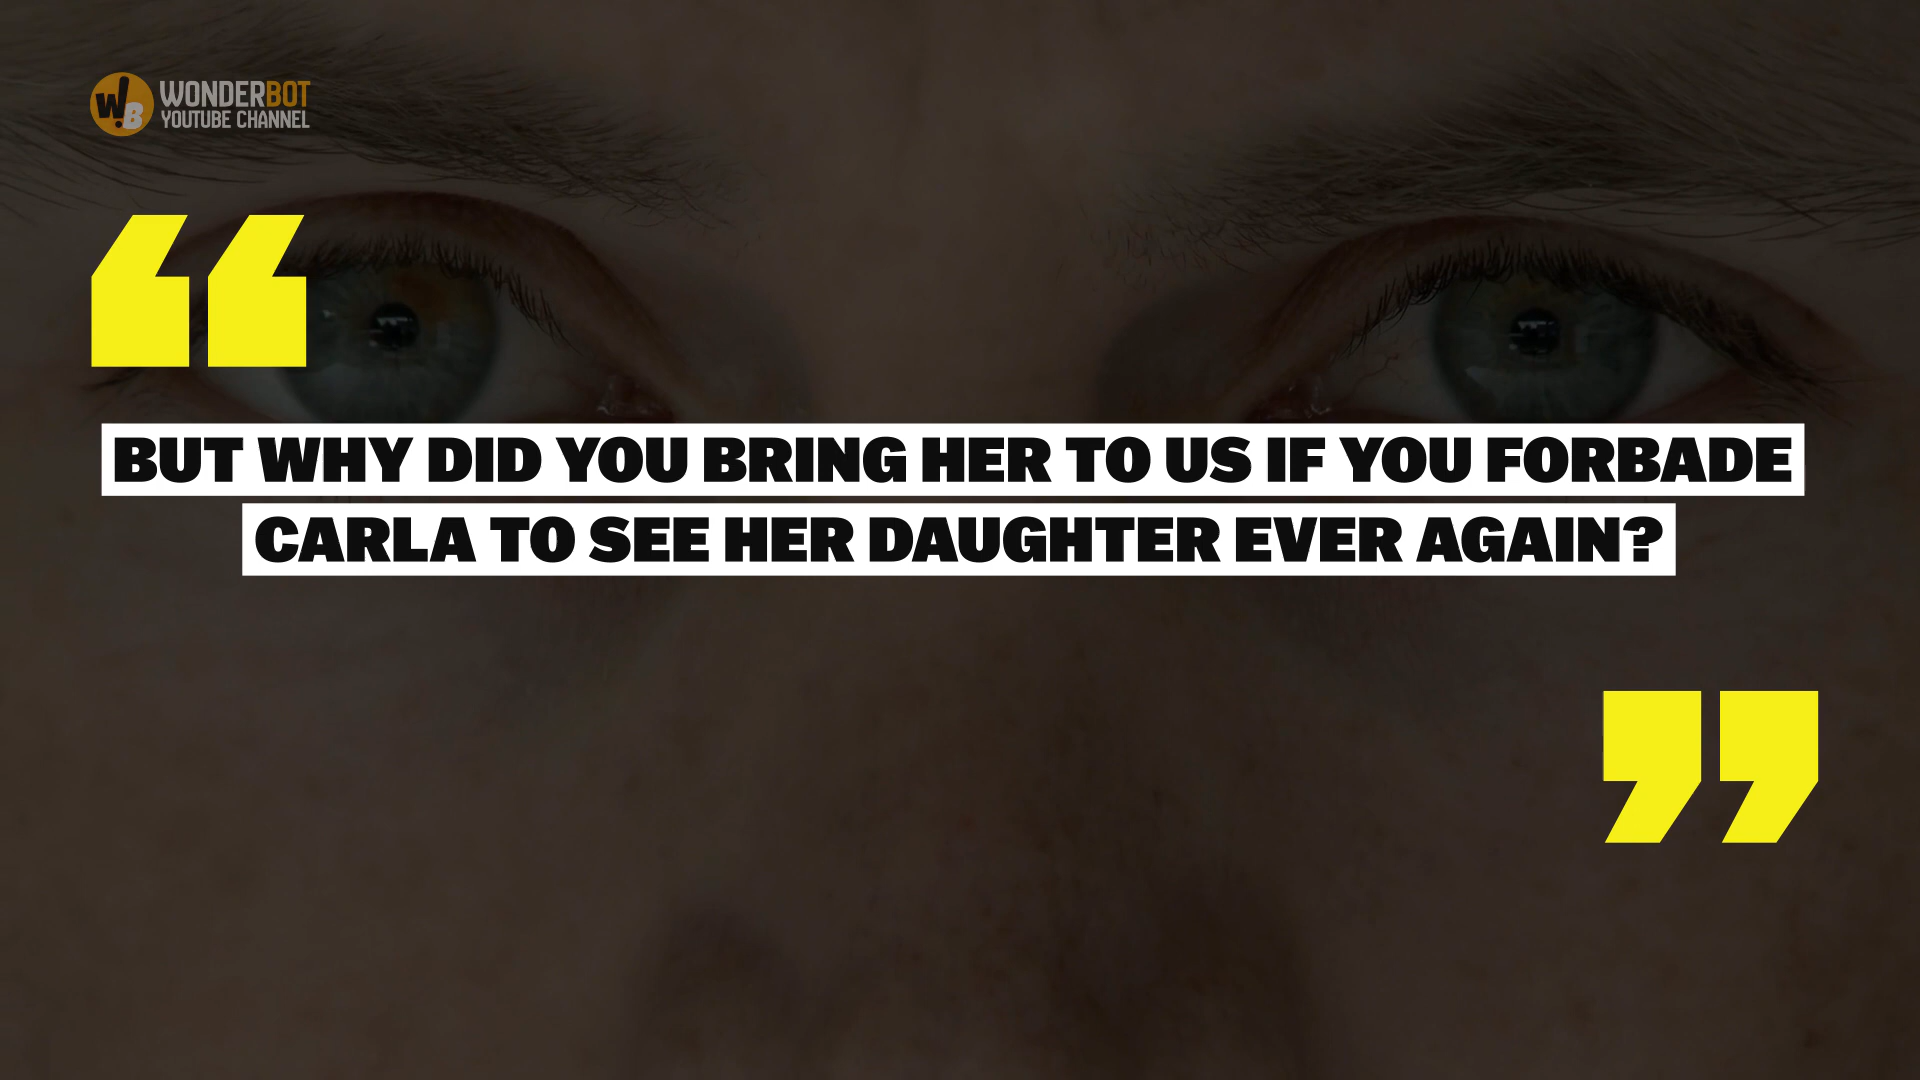 W!B WONDERBOT
YOUTUBE CHANNEL
“
BUT WHY DID YOU BRING HER TO US IF YOU FORBADE
CARLA TO SEE HER DAUGHTER EVER AGAIN?
”